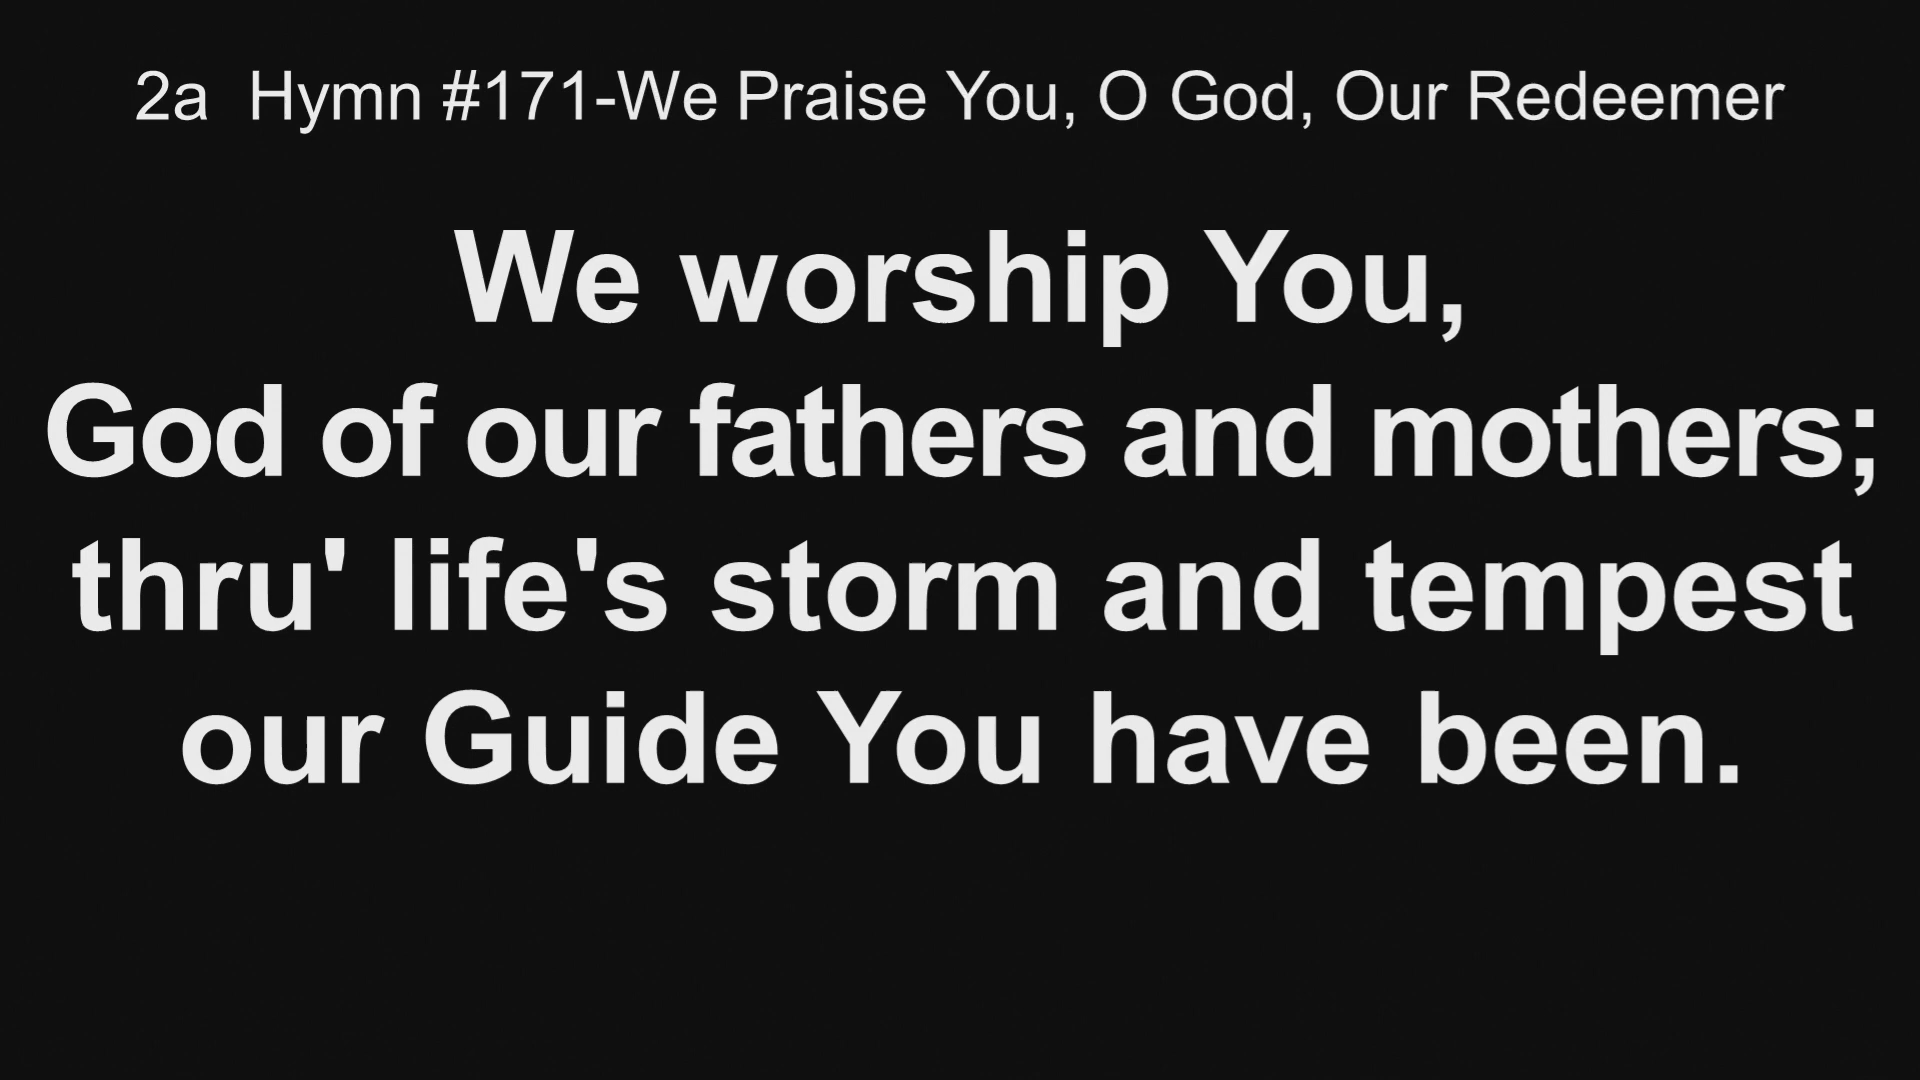 2a  Hymn #171-We Praise You, O God, Our Redeemer
We worship You,
God of our fathers and mothers;
thru' life's storm and tempest
our Guide You have been.